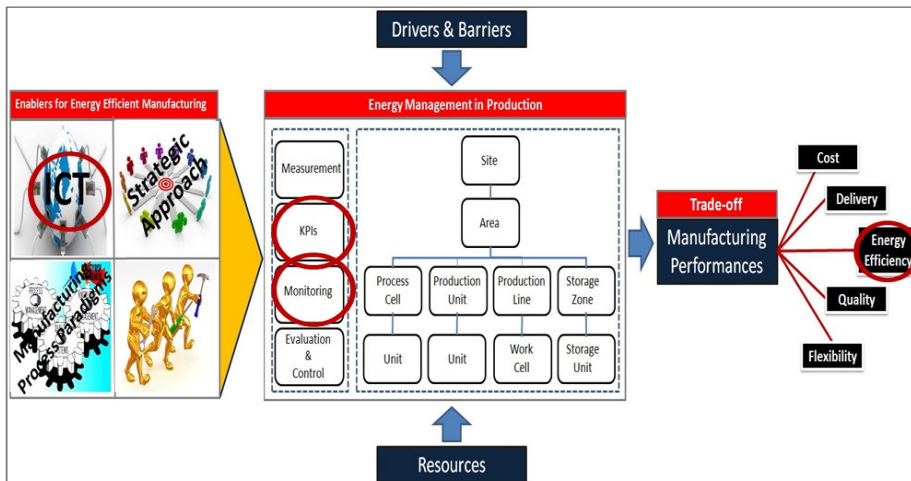 Drivers & Barriers
Enablers for Energy Efficient Manufacturing
ICT
Strategic
Approach
Manufacturing
Process Paradigms
Energy Management in Production
Measurement
KPIs
Monitoring
Evaluation
&
Control
Site
Area
Process
Cell
Production
Unit
Production
Line
Storage
Zone
Unit
Unit
Work
Cell
Storage
Unit
Trade-off
Manufacturing
Performances
Cost
Delivery
Energy
Efficiency
Quality
Flexibility
Resources